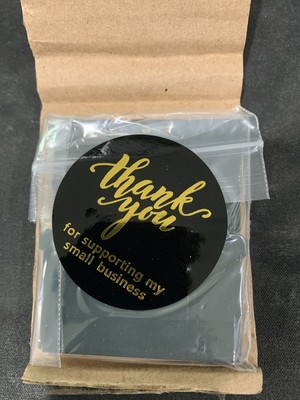 thank
you
for supporting my
small business